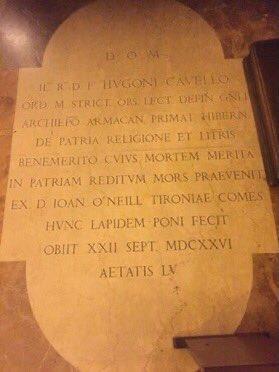 D. O. M.
R. D. F. HVGONI CAVELLO
ORD. M. STRICT. OBS. LECT. DEFIN. GNLI
ARCHIEPO ARMACAN. PRIMAT. HIBERN.
DE PATRIA RELIGIONE ET LITRIS
BENEMERITO CVIVS MORTEM MERITA
IN PATRIAM REDITVM MORS PRAEVENIT.
EX. D. IOAN O'NEILL TIRONIAE COMES
HVNC LAPIDEM PONI FECIT
OBIIT XXII SEPT. MDCXXVI
AETATIS LV